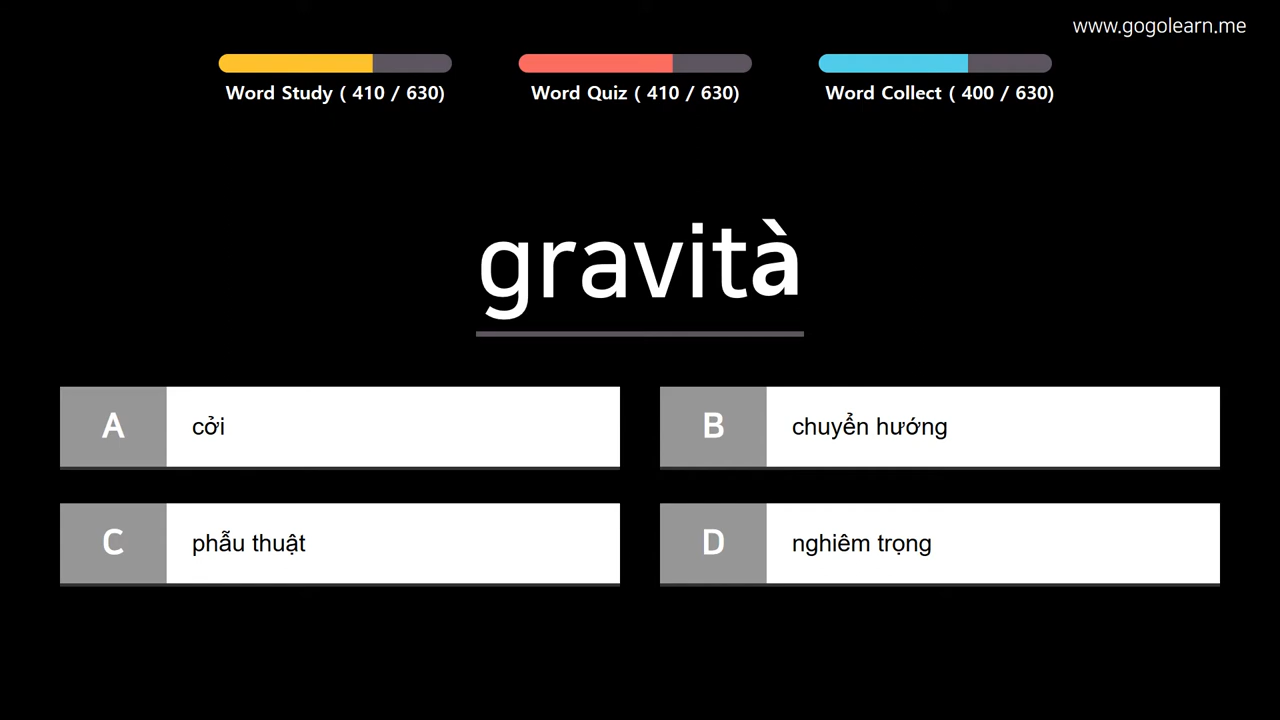 www.gogolearn.me
Word Study ( 410 / 630)
Word Quiz ( 410 / 630)
Word Collect ( 400 / 630)
gravità
A cởi
B chuyển hướng
C phẫu thuật
D nghiêm trọng